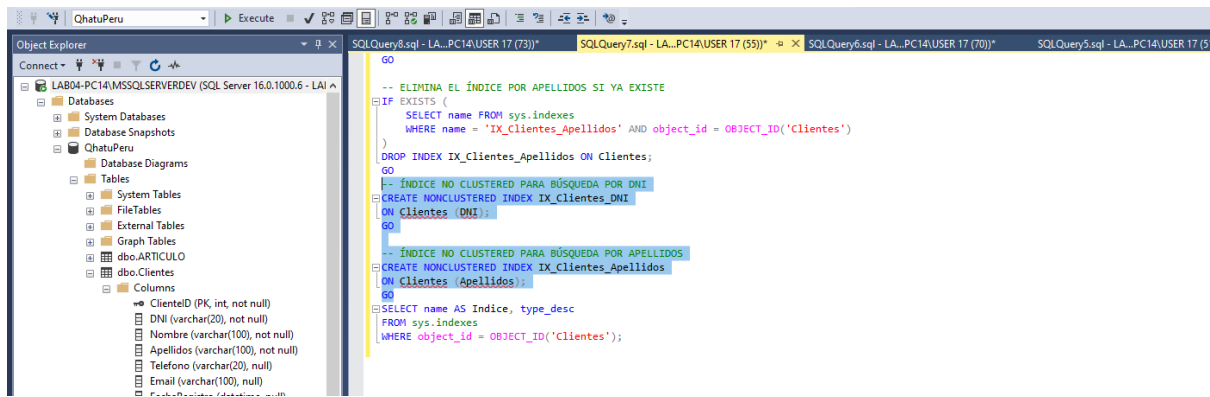 QhatuPeru
Execute
Object Explorer
Connect
LAB04-PC14\MSSQLSERVERDEV (SQL Server 16.0.1000.6 - LA
Databases
System Databases
Database Snapshots
QhatuPeru
Database Diagrams
Tables
System Tables
FileTables
External Tables
Graph Tables
dbo.ARTICULO
dbo.Clientes
Columns
ClienteID (PK, int, not null)
DNI (varchar(20), not null)
Nombre (varchar(100), not null)
Apellidos (varchar(100), not null)
Telefono (varchar(20), null)
Email (varchar(100), null)
FechaRegistro (datetime, null)
SQLQuery8.sql - LA...PC14\USER 17 (73))*
SQLQuery7.sql - LA...PC14\USER 17 (55))*
SQLQuery6.sql - LA...PC14\USER 17 (70))*
SQLQuery5.sql - LA...PC14\USER 17 (5
GO
-- ELIMINA EL ÍNDICE POR APELLIDOS SI YA EXISTE
IF EXISTS (
SELECT name FROM sys.indexes
WHERE name = 'IX_Clientes_Apellidos' AND object_id = OBJECT_ID('Clientes')
)
DROP INDEX IX_Clientes_Apellidos ON Clientes;
GO
-- ÍNDICE NO CLUSTERED PARA BÚSQUEDA POR DNI
CREATE NONCLUSTERED INDEX IX_Clientes_DNI
ON Clientes (DNI);
GO
-- ÍNDICE NO CLUSTERED PARA BÚSQUEDA POR APELLIDOS
CREATE NONCLUSTERED INDEX IX_Clientes_Apellidos
ON Clientes (Apellidos);
GO
SELECT name AS Indice, type_desc
FROM sys.indexes
WHERE object_id = OBJECT_ID('Clientes');